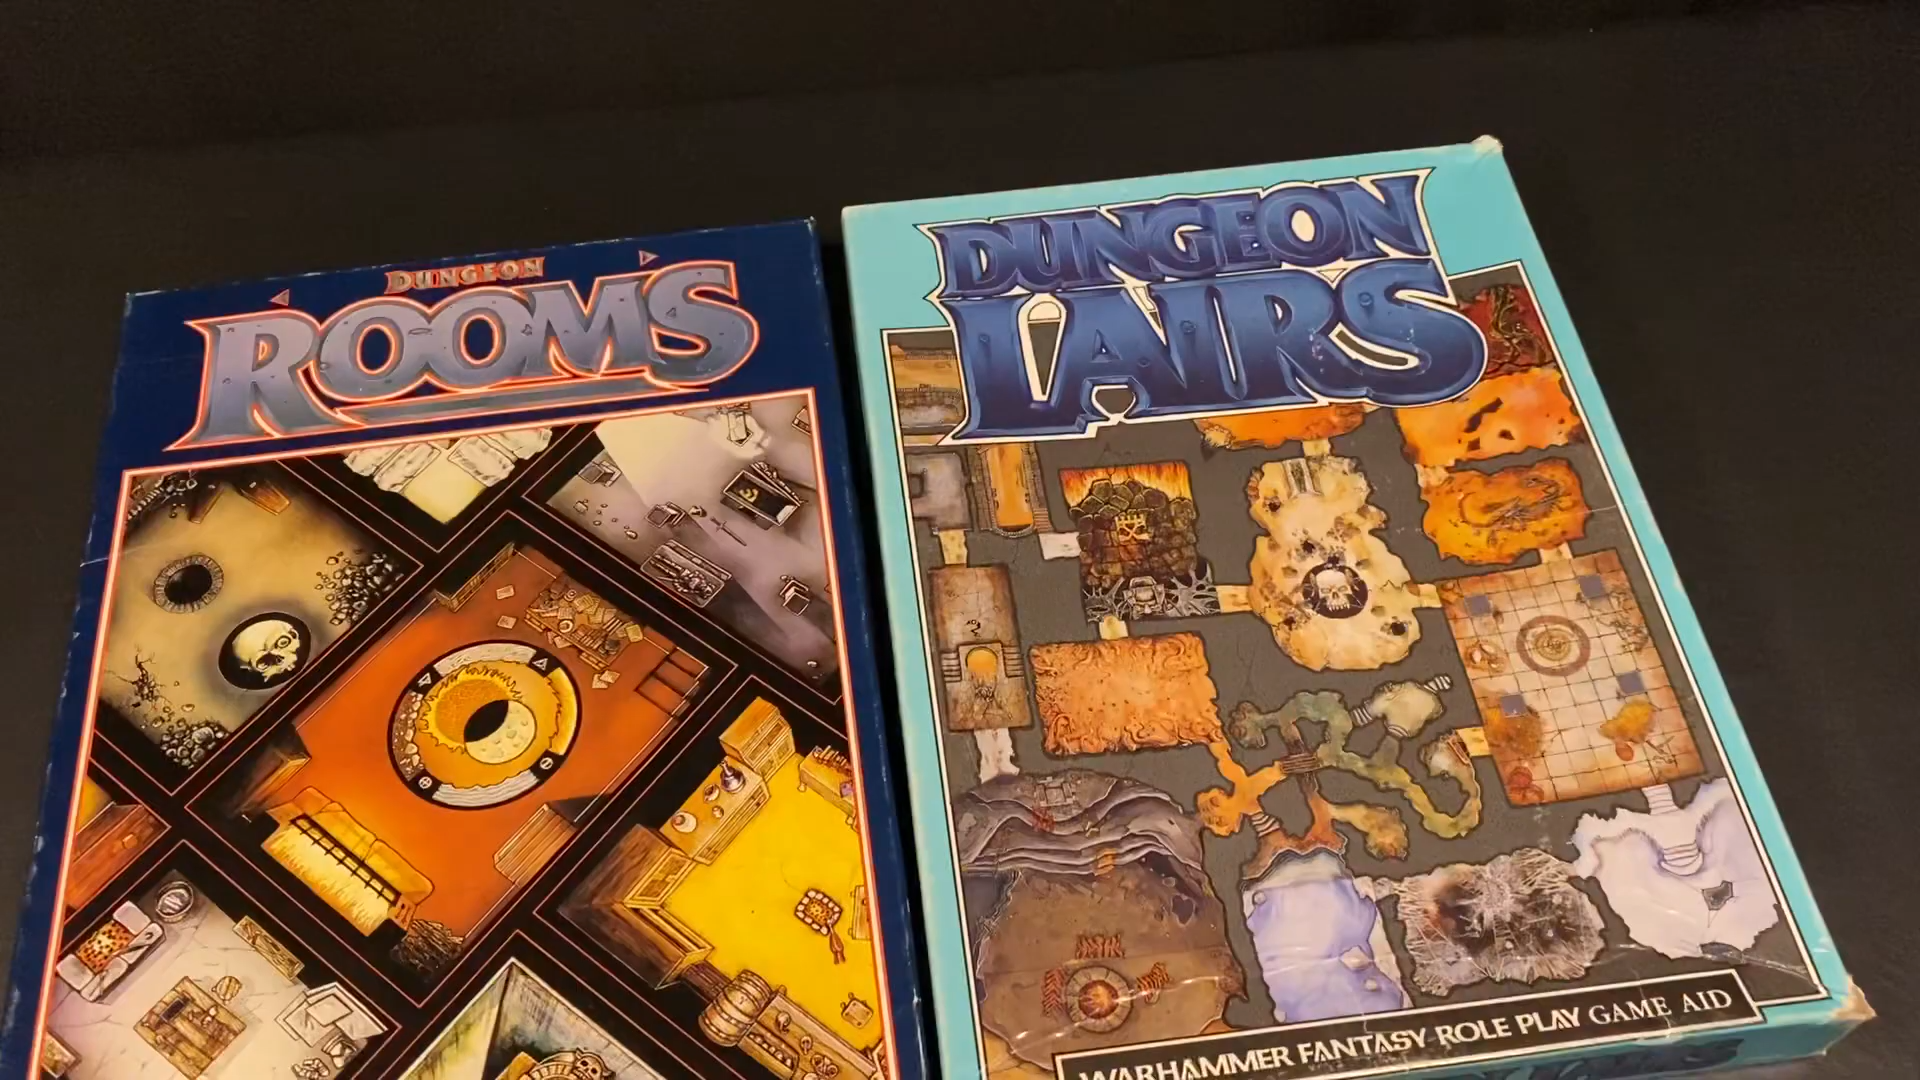 DUNGEON
ROOMS
DUNGEON
LAIRS
WARHAMMER FANTASY ROLE PLAY GAME AID